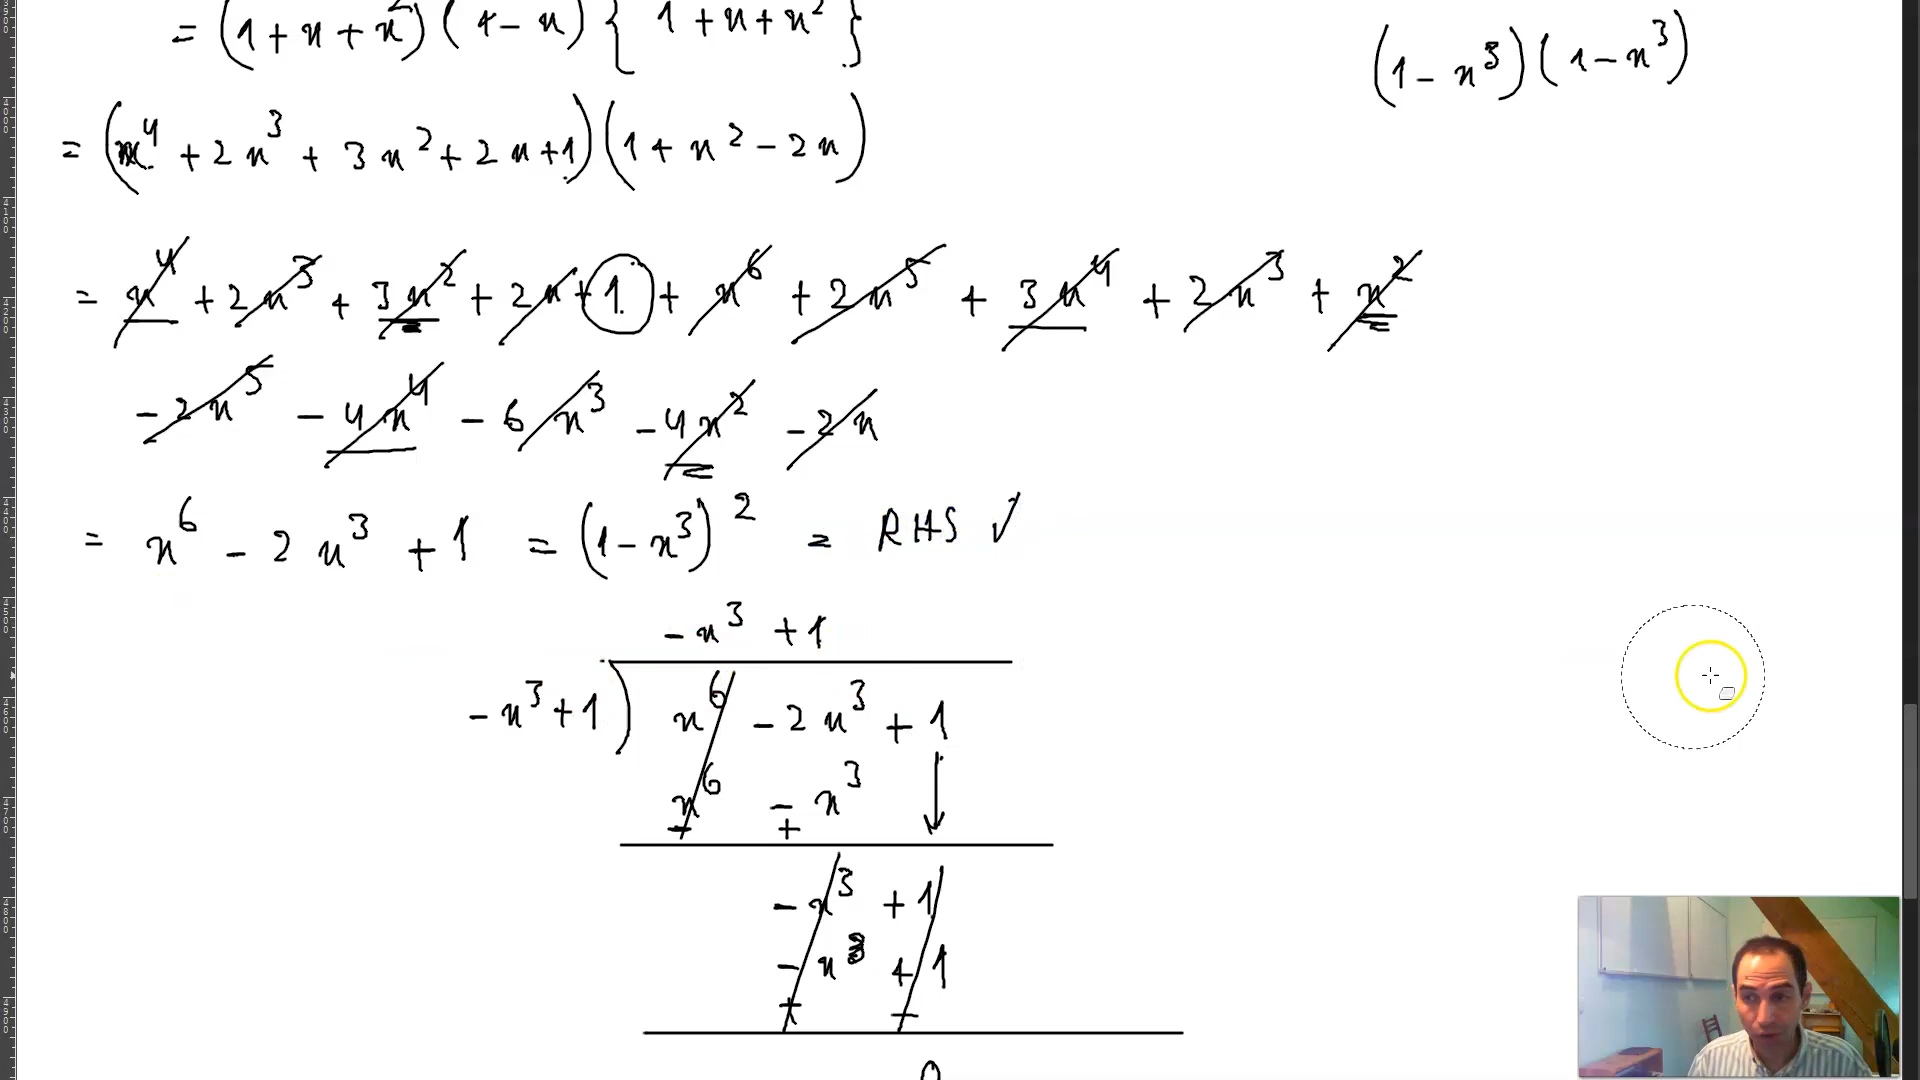 = (1 + x + x²) (1 - x) { 1 + x + x² }
(1 - x³) (1 - x³)
= (x⁴ + 2x³ + 3x² + 2x + 1) (1 + x² - 2x)
= x⁴ + 2x³ + 3x² + 2x + 1 + x⁶ + 2x⁵ + 3x⁴ + 2x³ + x²
- 2x⁵ - 4x⁴ - 6x³ - 4x² - 2x
= x⁶ - 2x³ + 1 = (1 - x³)² = RHS ✓
- x³ + 1
- x³ + 1 ) x⁶ - 2x³ + 1
x⁶ - x³
- +
- x³ + 1
- x³ + 1
+ -
0